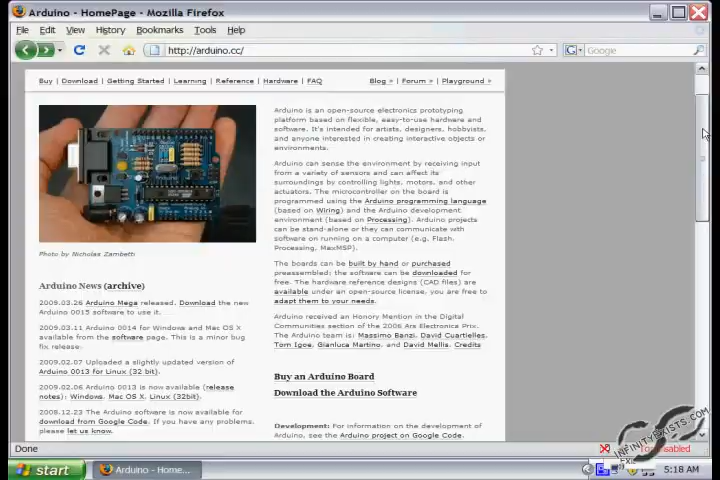 Arduino - HomePage - Mozilla Firefox
File Edit View History Bookmarks Tools Help
http://arduino.cc/
Google
Buy | Download | Getting Started | Learning | Reference | Hardware | FAQ
Blog » | Forum » | Playground »
Photo by Nicholas Zambetti
Arduino News (archive)
2009.03.26 Arduino Mega released. Download the new
Arduino 0015 software to use it.
2009.03.11 Arduino 0014 for Windows and Mac OS X
available from the software page. This is a minor bug
fix release.
2009.02.07 Uploaded a slightly updated version of
Arduino 0013 for Linux (32 bit).
2009.02.06 Arduino 0013 is now available (release
notes): Windows, Mac OS X, Linux (32bit).
2008.12.23 The Arduino software is now available for
download from Google Code. If you have any problems,
please let us know.
Arduino is an open-source electronics prototyping
platform based on flexible, easy-to-use hardware and
software. It's intended for artists, designers, hobbyists,
and anyone interested in creating interactive objects or
environments.
Arduino can sense the environment by receiving input
from a variety of sensors and can affect its
surroundings by controlling lights, motors, and other
actuators. The microcontroller on the board is
programmed using the Arduino programming language
(based on Wiring) and the Arduino development
environment (based on Processing). Arduino projects
can be stand-alone or they can communicate with
software on running on a computer (e.g. Flash,
Processing, MaxMSP).
The boards can be built by hand or purchased
preassembled; the software can be downloaded for
free. The hardware reference designs (CAD files) are
available under an open-source license, you are free to
adapt them to your needs.
Arduino received an Honory Mention in the Digital
Communities section of the 2006 Ars Electronica Prix.
The Arduino team is: Massimo Banzi, David Cuartielles,
Tom Igoe, Gianluca Martino, and David Mellis. Credits
Buy an Arduino Board
Download the Arduino Software
Development: For information on the development of
Arduino, see the Arduino project on Google Code.
Done
INFINITYEXISTS.COM
start
Arduino - Home...
5:18 AM